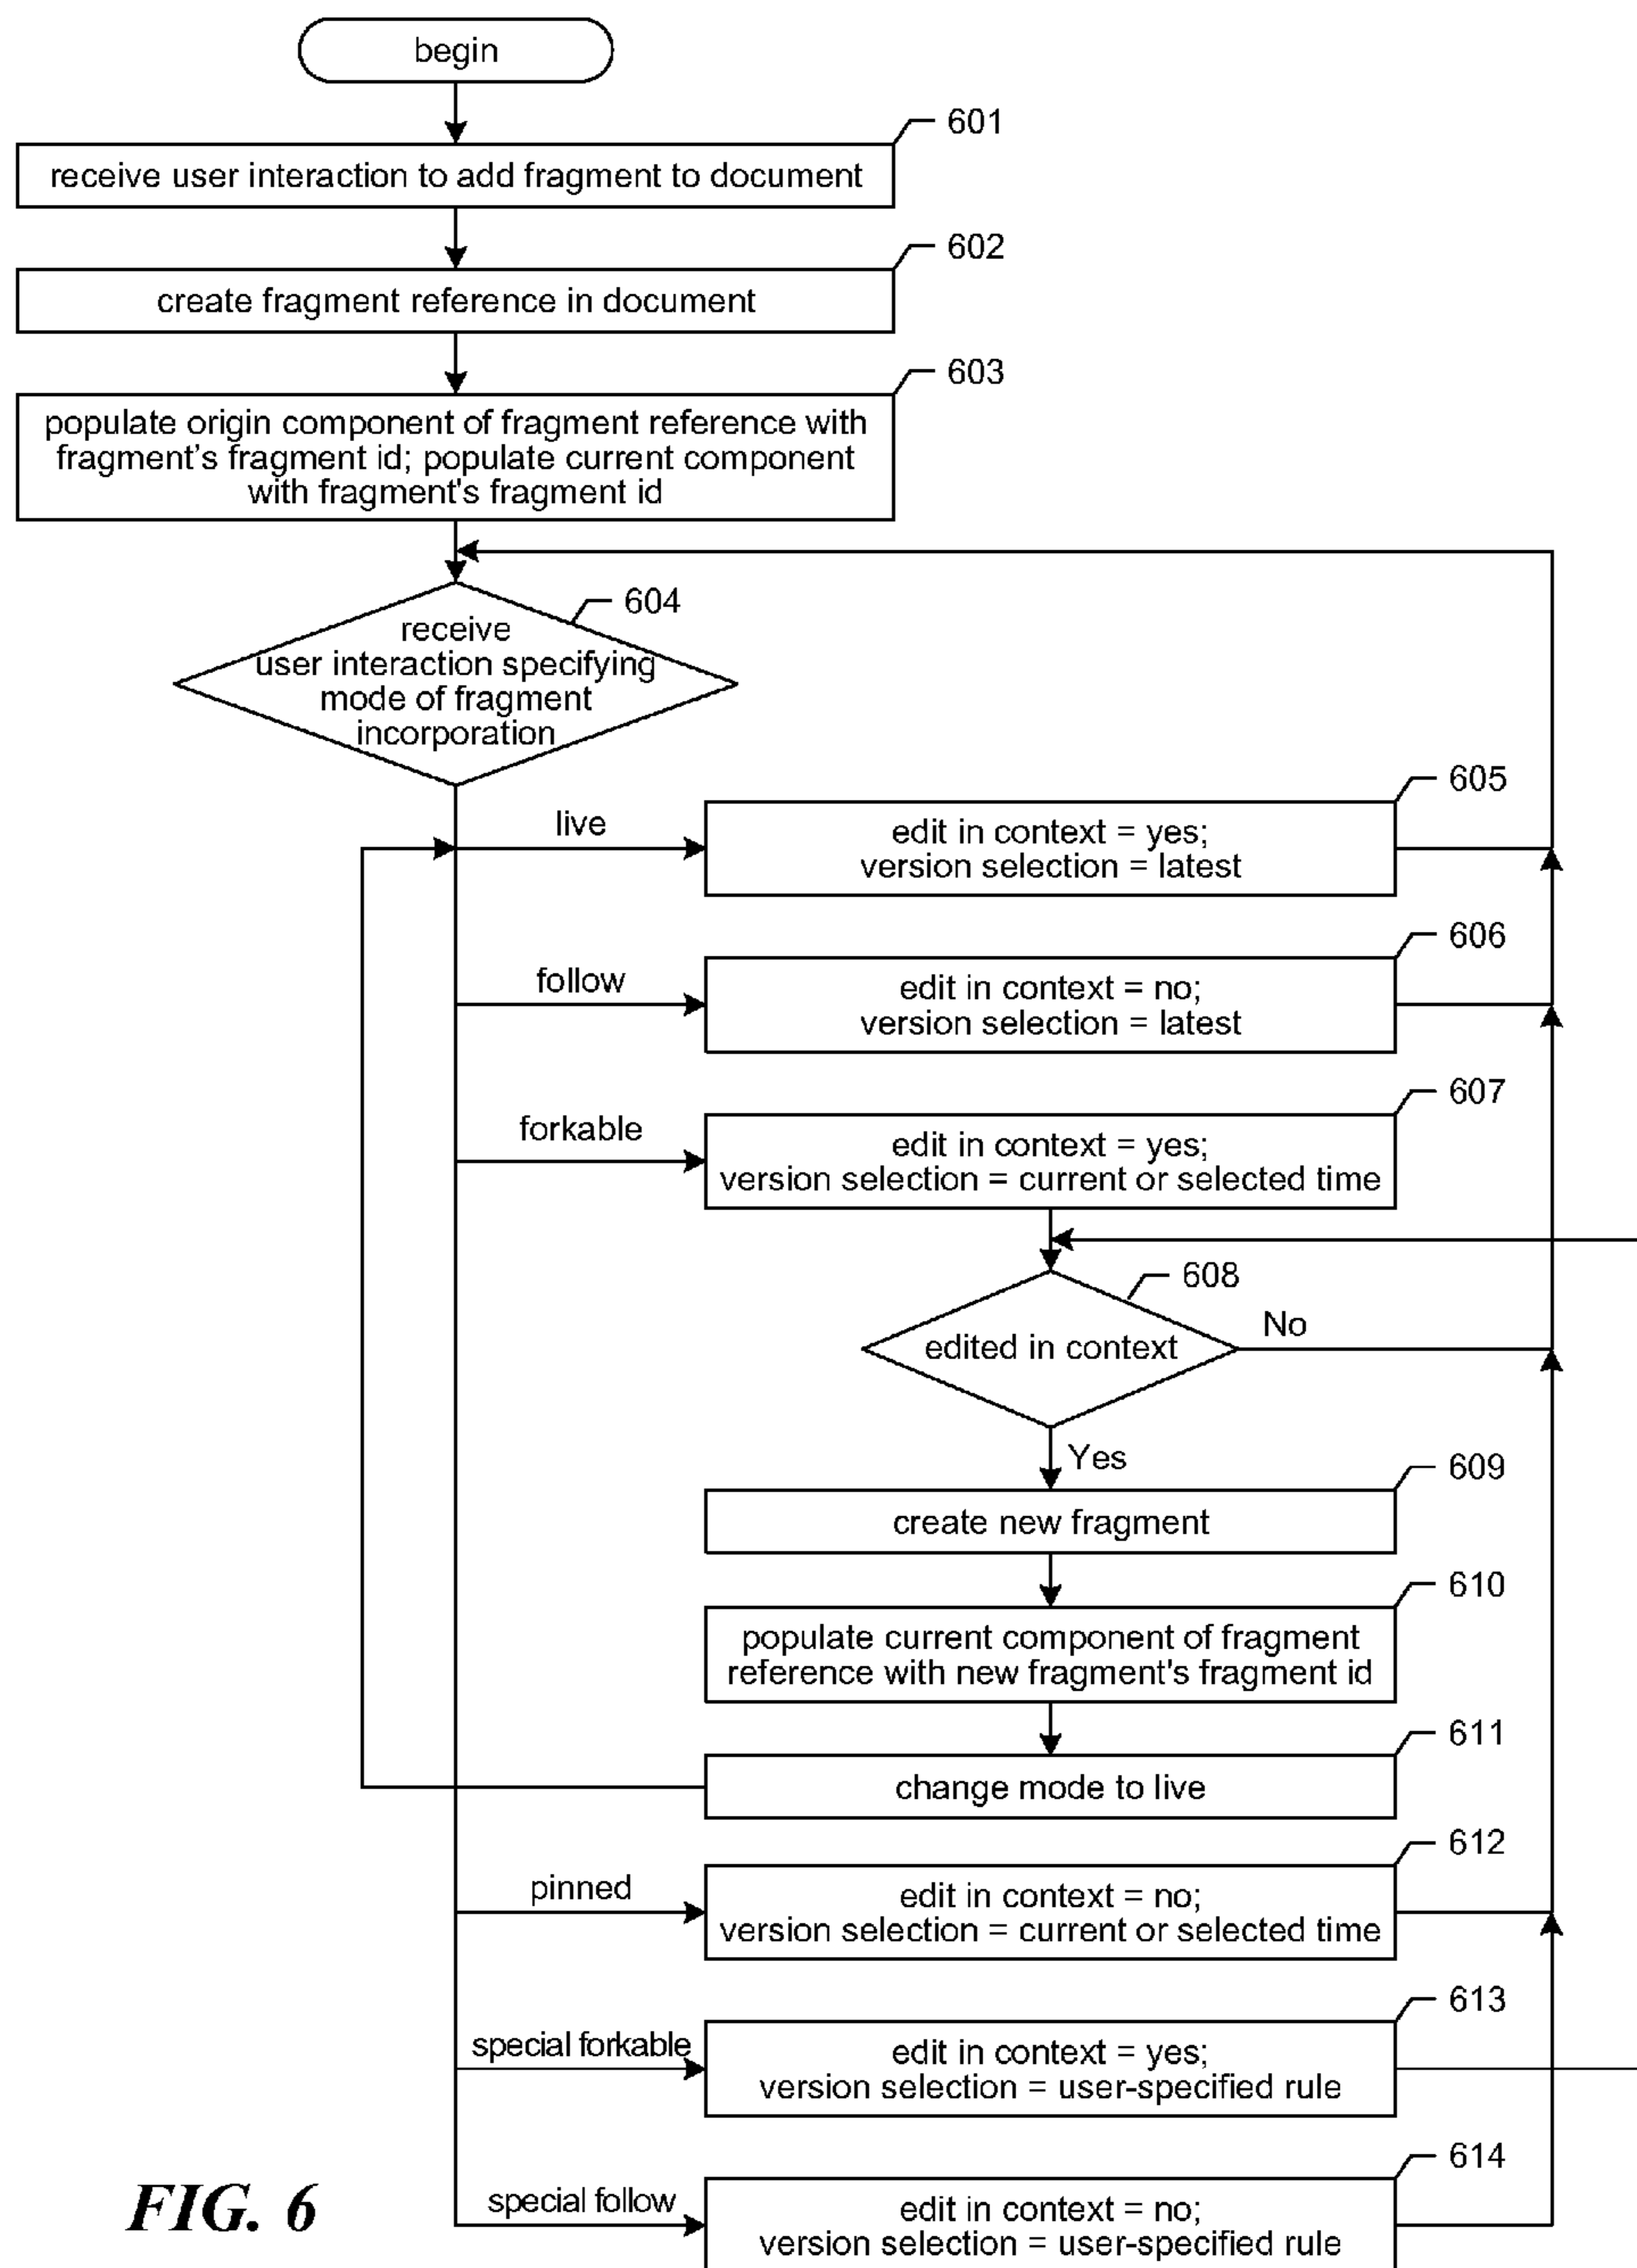 begin
601
receive user interaction to add fragment to document
602
create fragment reference in document
603
populate origin component of fragment reference with
fragment’s fragment id; populate current component
with fragment's fragment id
604
receive
user interaction specifying
mode of fragment
incorporation
605
live
edit in context = yes;
version selection = latest
606
follow
edit in context = no;
version selection = latest
607
forkable
edit in context = yes;
version selection = current or selected time
608
edited in context
No
Yes
609
create new fragment
610
populate current component of fragment
reference with new fragment's fragment id
611
change mode to live
612
pinned
edit in context = no;
version selection = current or selected time
613
special forkable
edit in context = yes;
version selection = user-specified rule
614
special follow
edit in context = no;
version selection = user-specified rule
FIG. 6